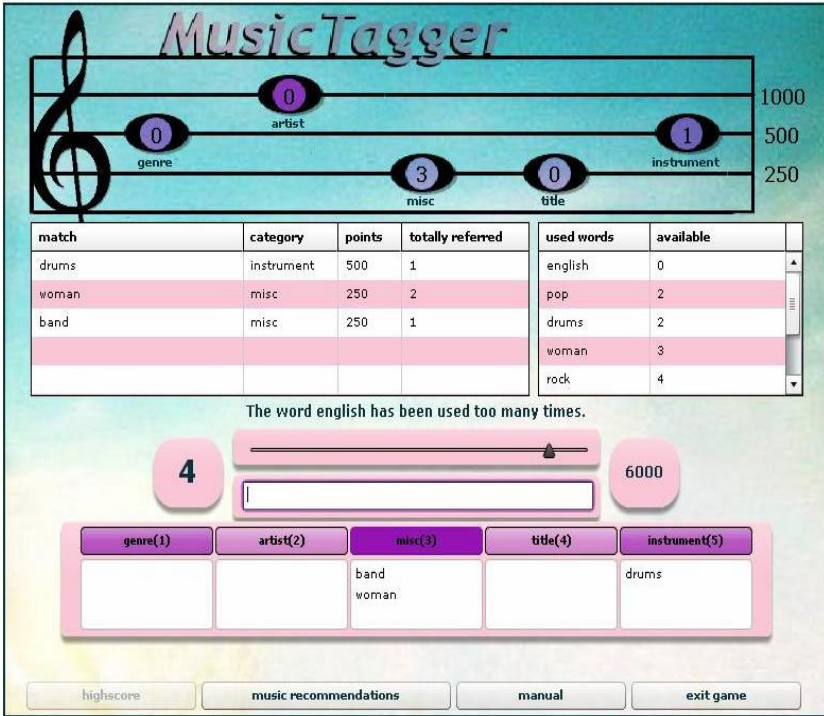 MusicTagger
0 1000
artist
0 1 500
genre instrument
3 0 250
misc title
match category points totally referred used words available
drums instrument 500 1 english 0
woman misc 250 2 pop 2
band misc 250 1 drums 2
woman 3
rock 4
The word english has been used too many times.
4 6000
genre(1) artist(2) misc(3) title(4) instrument(5)
band drums
woman
highscore music recommendations manual exit game